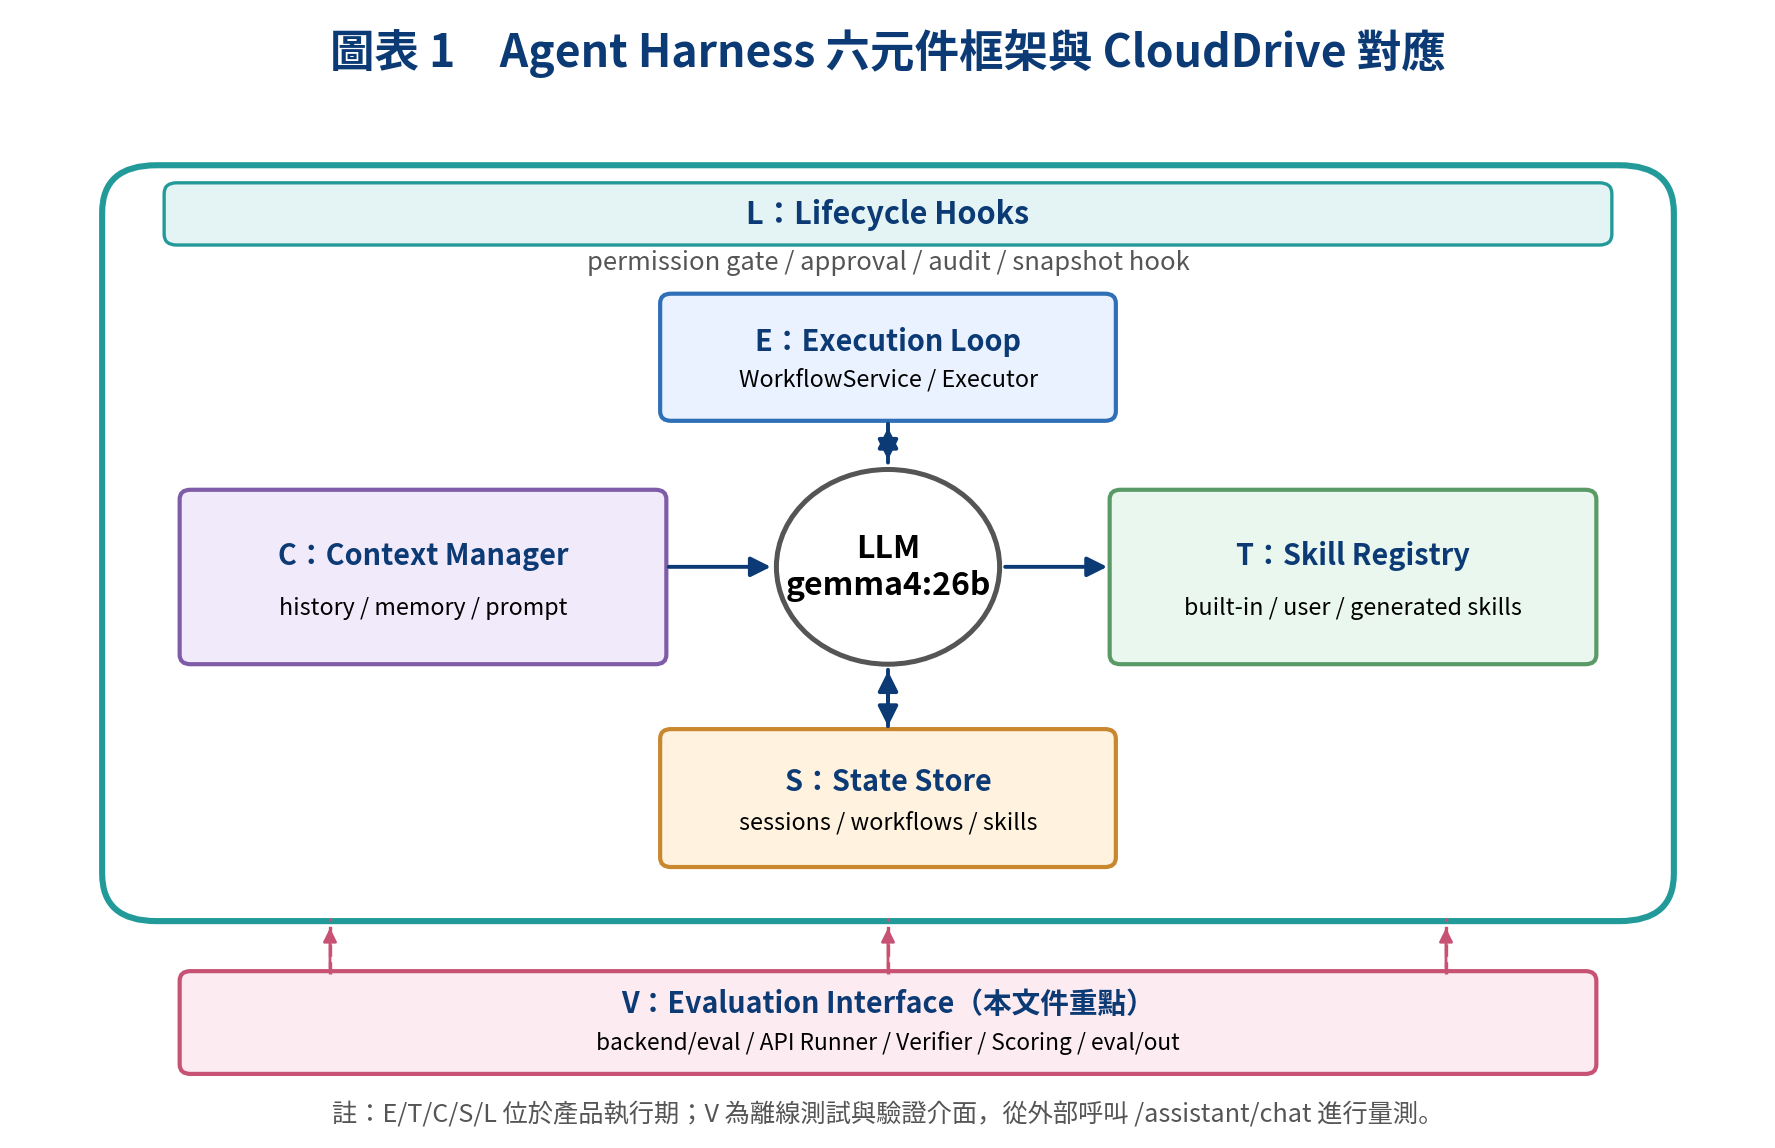 圖表 1　Agent Harness 六元件框架與 CloudDrive 對應
L：Lifecycle Hooks
permission gate / approval / audit / snapshot hook
E：Execution Loop
WorkflowService / Executor
C：Context Manager
history / memory / prompt
LLM
gemma4:26b
T：Skill Registry
built-in / user / generated skills
S：State Store
sessions / workflows / skills
V：Evaluation Interface（本文件重點）
backend/eval / API Runner / Verifier / Scoring / eval/out
註：E/T/C/S/L 位於產品執行期；V 為離線測試與驗證介面，從外部呼叫 /assistant/chat 進行量測。